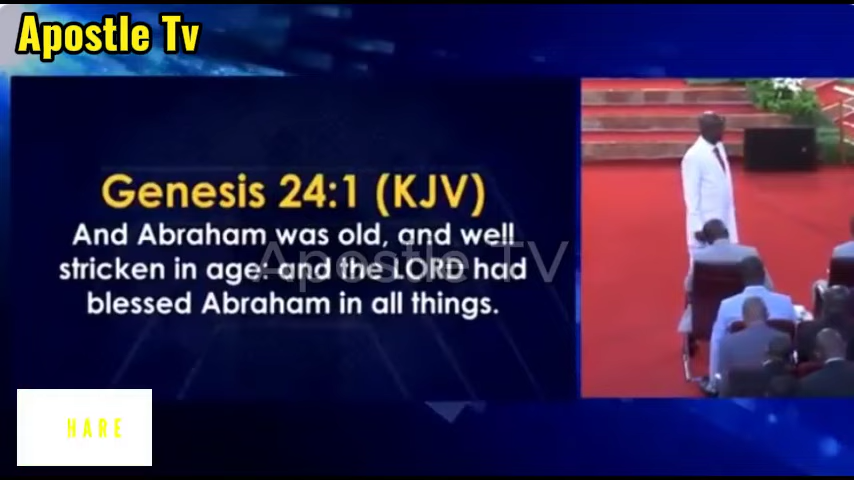 Apostle Tv
Genesis 24:1 (KJV)
And Abraham was old, and well
stricken in age: and the LORD had
blessed Abraham in all things.
Apostle TV
HARE